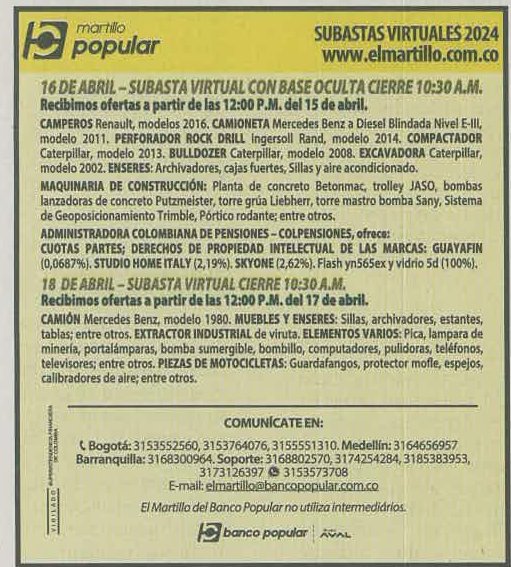 martillo
popular
SUBASTAS VIRTUALES 2024
www.elmartillo.com.co
16 DE ABRIL – SUBASTA VIRTUAL CON BASE OCULTA CIERRE 10:30 A.M.
Recibimos ofertas a partir de las 12:00 P.M. del 15 de abril.
CAMPEROS Renault, modelos 2016. CAMIONETA Mercedes Benz a Diesel Blindada Nivel E-III,
modelo 2011. PERFORADOR ROCK DRILL Ingersoll Rand, modelo 2014. COMPACTADOR
Caterpillar, modelo 2013. BULLDOZER Caterpillar, modelo 2008. EXCAVADORA Caterpillar,
modelo 2002. ENSERES: Archivadores, cajas fuertes, Sillas y aire acondicionado.
MAQUINARIA DE CONSTRUCCIÓN: Planta de concreto Betonmac, trolley JASO, bombas
lanzadoras de concreto Putzmeister, torre grúa Liebherr, torre mastro bomba Sany, Sistema
de Geoposicionamiento Trimble, Pórtico rodante; entre otros.
ADMINISTRADORA COLOMBIANA DE PENSIONES – COLPENSIONES, ofrece:
CUOTAS PARTES; DERECHOS DE PROPIEDAD INTELECTUAL DE LAS MARCAS: GUAYAFIN
(0,0687%). STUDIO HOME ITALY (2,19%). SKYONE (2,62%). Flash yn565ex y vidrio 5d (100%).
18 DE ABRIL – SUBASTA VIRTUAL CIERRE 10:30 A.M.
Recibimos ofertas a partir de las 12:00 P.M. del 17 de abril.
CAMIÓN Mercedes Benz, modelo 1980. MUEBLES Y ENSERES: Sillas, archivadores, estantes,
tablas; entre otros. EXTRACTOR INDUSTRIAL de viruta. ELEMENTOS VARIOS: Pica, lampara de
minería, portalámparas, bomba sumergible, bombillo, computadores, pulidoras, teléfonos,
televisores; entre otros. PIEZAS DE MOTOCICLETAS: Guardafangos, protector mofle, espejos,
calibradores de aire; entre otros.
COMUNÍCATE EN:
Bogotá: 3153552560, 3153764076, 3155551310. Medellín: 3164656957
Barranquilla: 3168300964. Soporte: 3168802570, 3174254284, 3185383953,
3173126397 3153573708
E-mail: elmartillo@bancopopular.com.co
El Martillo del Banco Popular no utiliza intermediários.
banco popular
AVAL
VIGILADO SUPERINTENDENCIA FINANCIERA
DE COLOMBIA